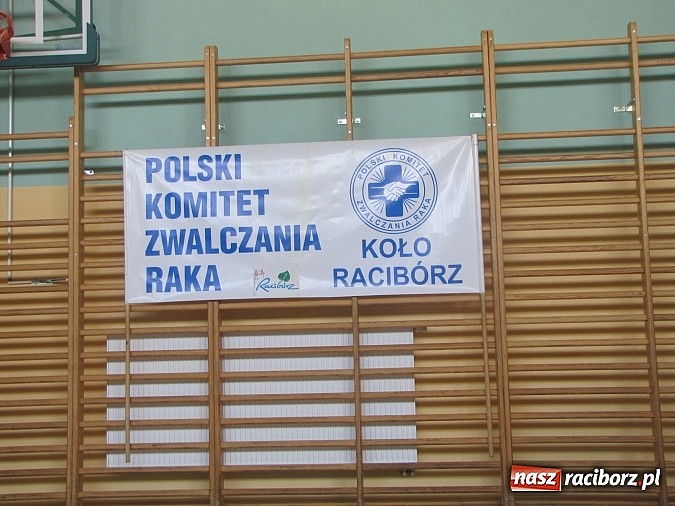 POLSKI
KOMITET
ZWALCZANIA
RAKA
Racibórz
POLSKI KOMITET
ZWALCZANIA RAKA
KOŁO
RACIBÓRZ
nasz raciborz.pl